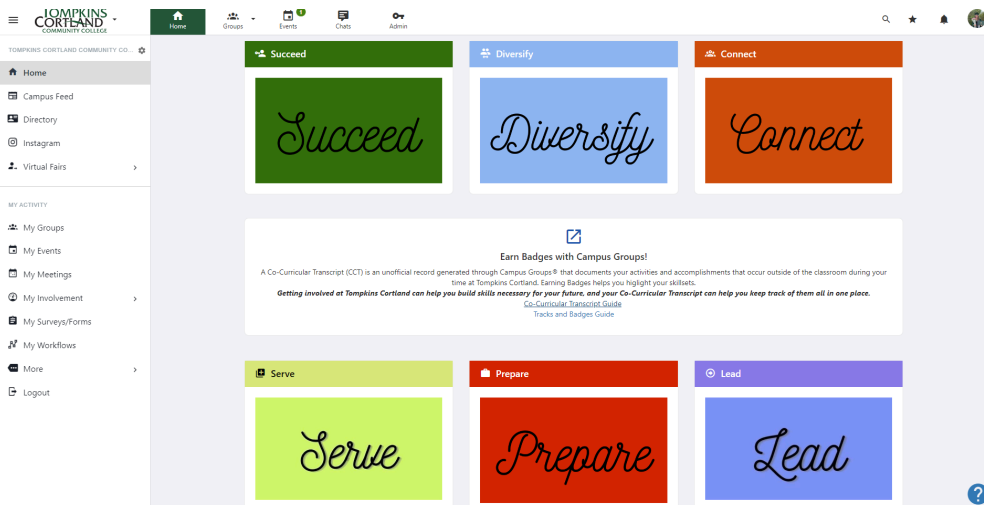 TOMPKINS
CORTLAND
COMMUNITY COLLEGE
Home
Groups
1
Events
Chats
Admin
TOMPKINS CORTLAND COMMUNITY CO...
Home
Campus Feed
Directory
Instagram
Virtual Fairs
MY ACTIVITY
My Groups
My Events
My Meetings
My Involvement
My Surveys/Forms
My Workflows
More
Logout
Succeed
Diversify
Connect
Succeed
Diversify
Connect
Earn Badges with Campus Groups!
A Co-Curricular Transcript (CCT) is an unofficial record generated through Campus Groups® that documents your activities and accomplishments that occur outside of the classroom during your
time at Tompkins Cortland. Earning Badges helps you higlight your skillsets.
Getting involved at Tompkins Cortland can help you build skills necessary for your future, and your Co-Curricular Transcript can help you keep track of them all in one place.
Co-Curricular Transcript Guide
Tracks and Badges Guide
Serve
Prepare
Lead
Serve
Prepare
Lead
?